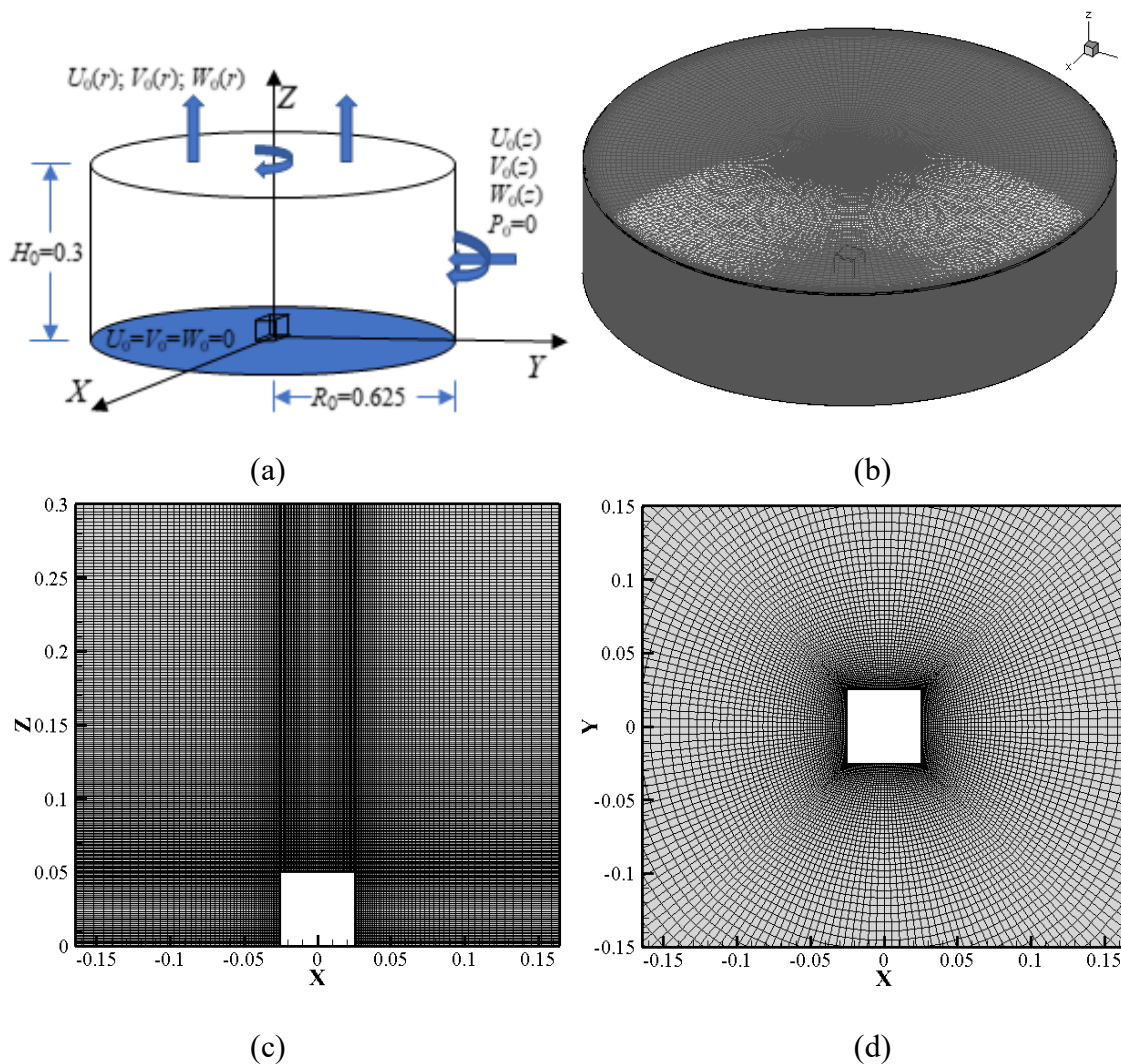 U₀(r); V₀(r); W₀(r)
Z
U₀(z)
V₀(z)
W₀(z)
P₀=0
H₀=0.3
U₀=V₀=W₀=0
X
Y
R₀=0.625
(a)
z
x
(b)
0.3
0.25
0.2
0.15
0.1
0.05
0
Z
-0.15 -0.1 -0.05 0 0.05 0.1 0.15
X
(c)
0.15
0.1
0.05
0
-0.05
-0.1
-0.15
Y
-0.15 -0.1 -0.05 0 0.05 0.1 0.15
X
(d)